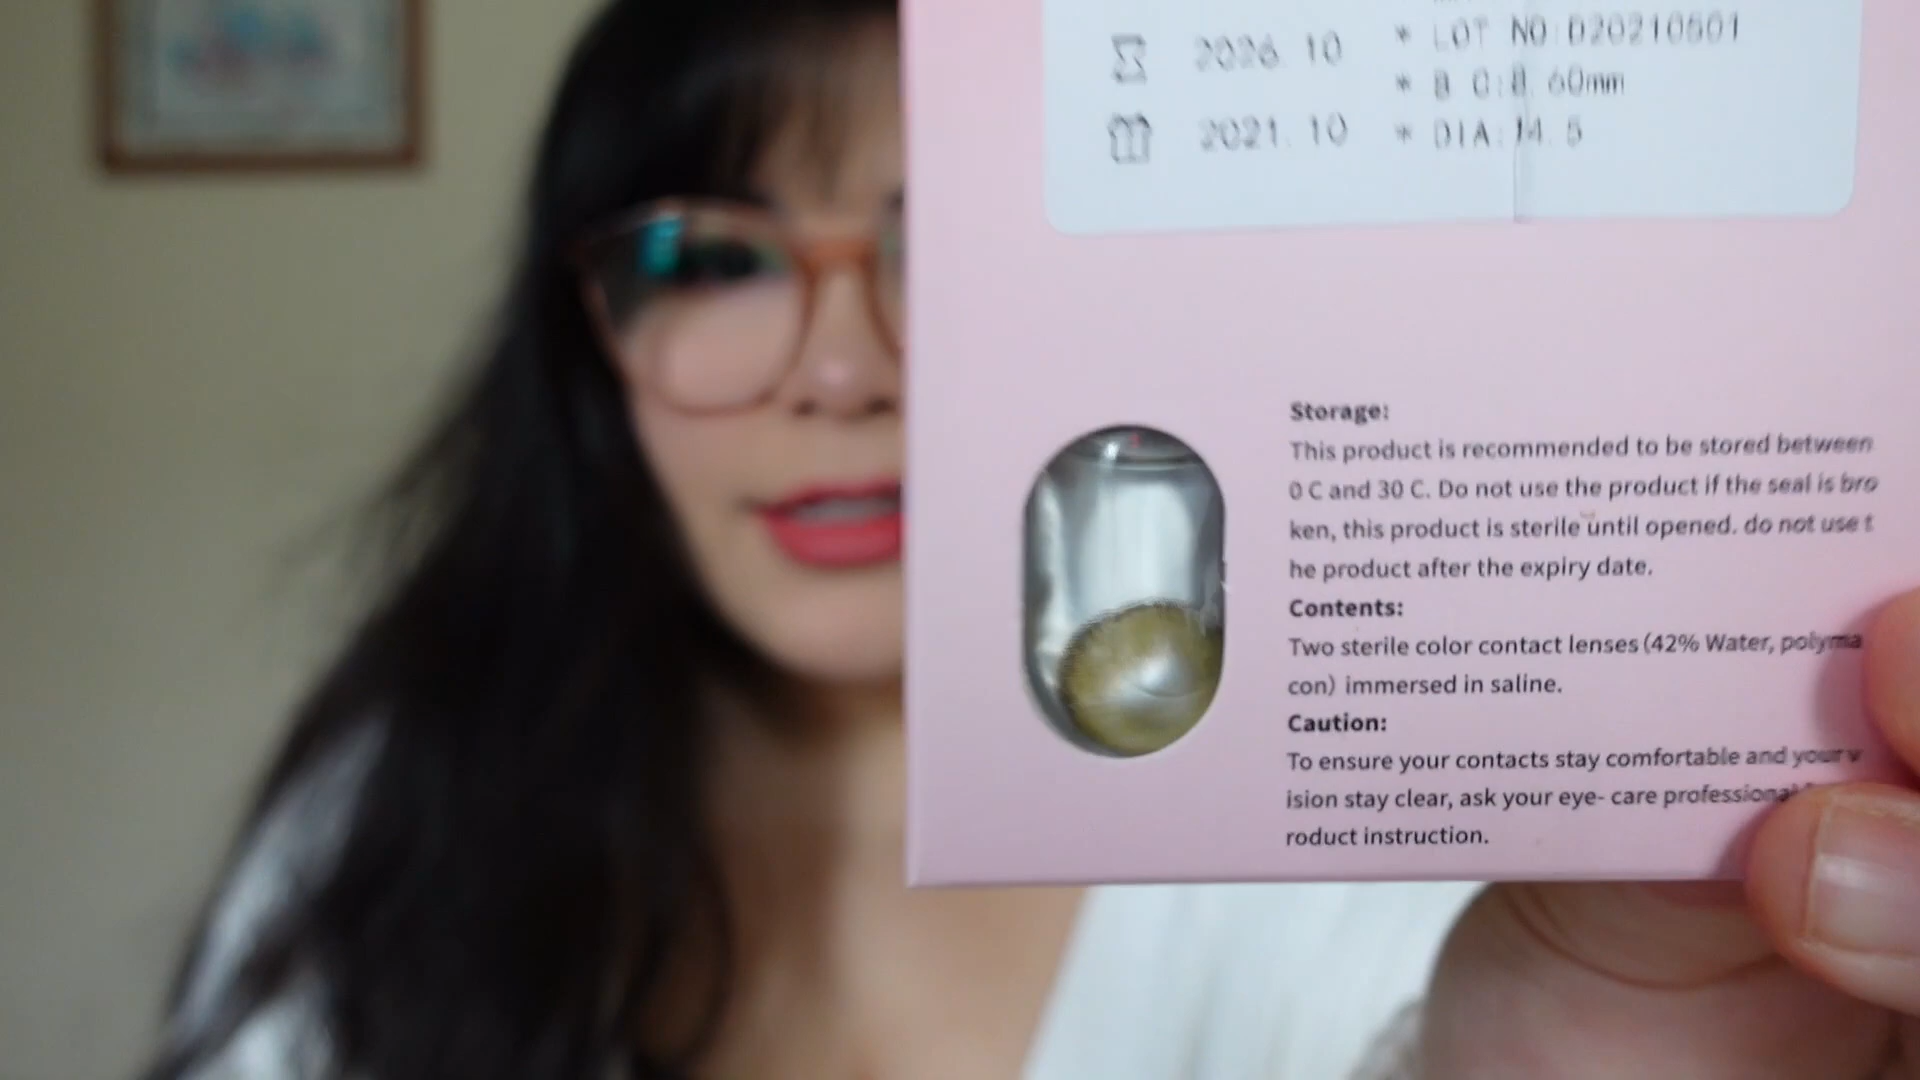 2026. 10
2021. 10
* LOT NO:D20210601
* B C:8.60mm
* DIA:14.5
Storage:
This product is recommended to be stored between
0 C and 30 C. Do not use the product if the seal is bro
ken, this product is sterile until opened. do not use t
he product after the expiry date.
Contents:
Two sterile color contact lenses (42% Water, polyma
con) immersed in saline.
Caution:
To ensure your contacts stay comfortable and your v
ision stay clear, ask your eye- care professional
roduct instruction.